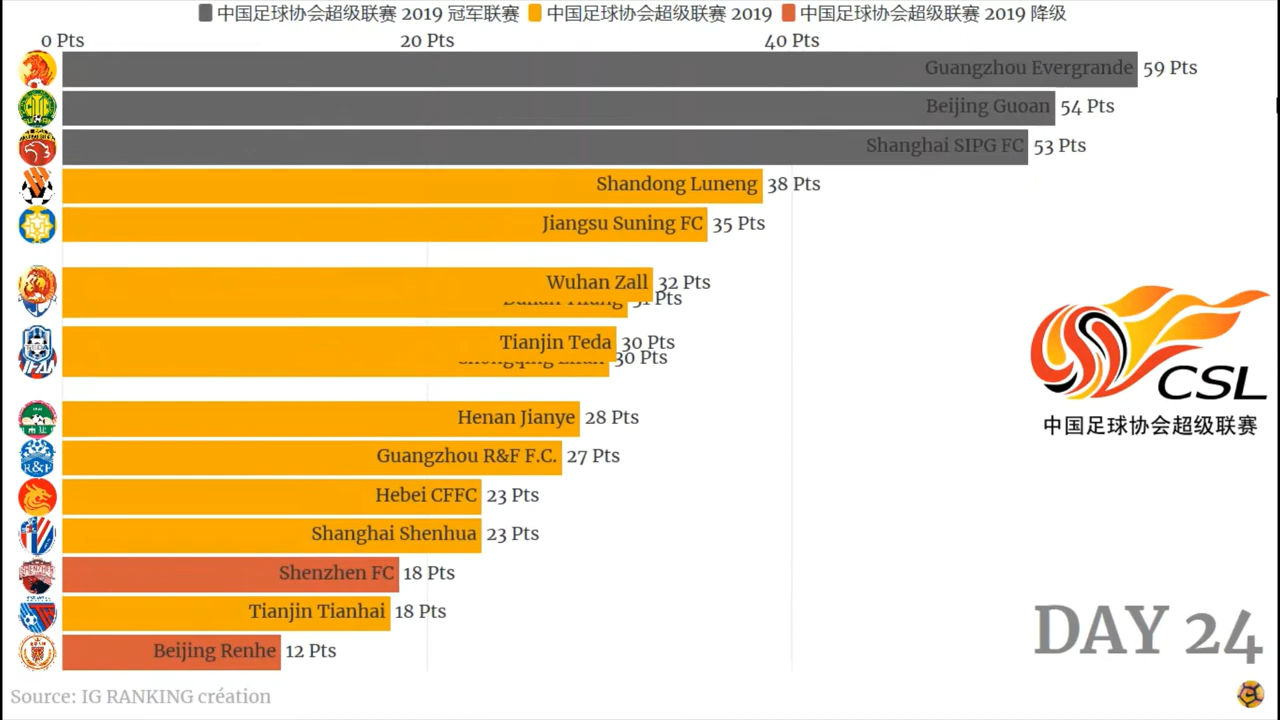 中国足球协会超级联赛 2019 冠军联赛 中国足球协会超级联赛 2019 中国足球协会超级联赛 2019 降级
0 Pts 20 Pts 40 Pts
Guangzhou Evergrande 59 Pts
Beijing Guoan 54 Pts
Shanghai SIPG FC 53 Pts
Shandong Luneng 38 Pts
Jiangsu Suning FC 35 Pts
Wuhan Zall 32 Pts
31 Pts
Tianjin Teda 30 Pts
30 Pts
Henan Jianye 28 Pts
R&F
Guangzhou R&F F.C. 27 Pts
Hebei CFFC 23 Pts
Shanghai Shenhua 23 Pts
Shenzhen FC 18 Pts
Tianjin Tianhai 18 Pts
Beijing Renhe 12 Pts
CSL
中国足球协会超级联赛
DAY 24
Source: IG RANKING création